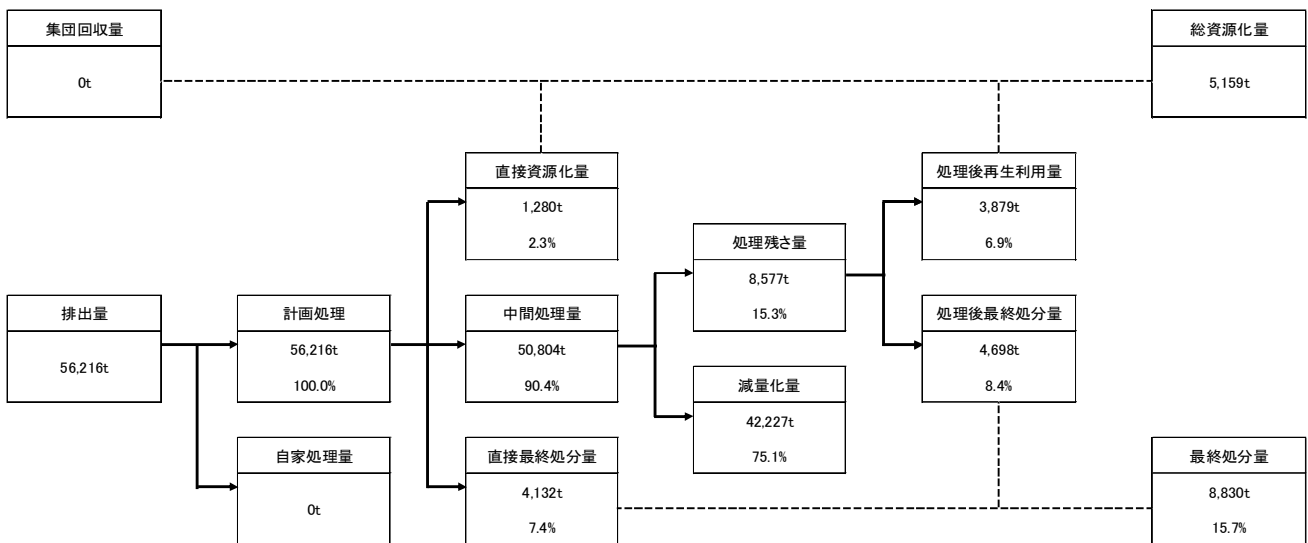 集団回収量
0t
総資源化量
5,159t
直接資源化量
1,280t
2.3%
処理後再生利用量
3,879t
6.9%
処理残さ量
8,577t
15.3%
排出量
56,216t
計画処理
56,216t
100.0%
中間処理量
50,804t
90.4%
処理後最終処分量
4,698t
8.4%
減量化量
42,227t
75.1%
自家処理量
0t
直接最終処分量
4,132t
7.4%
最終処分量
8,830t
15.7%